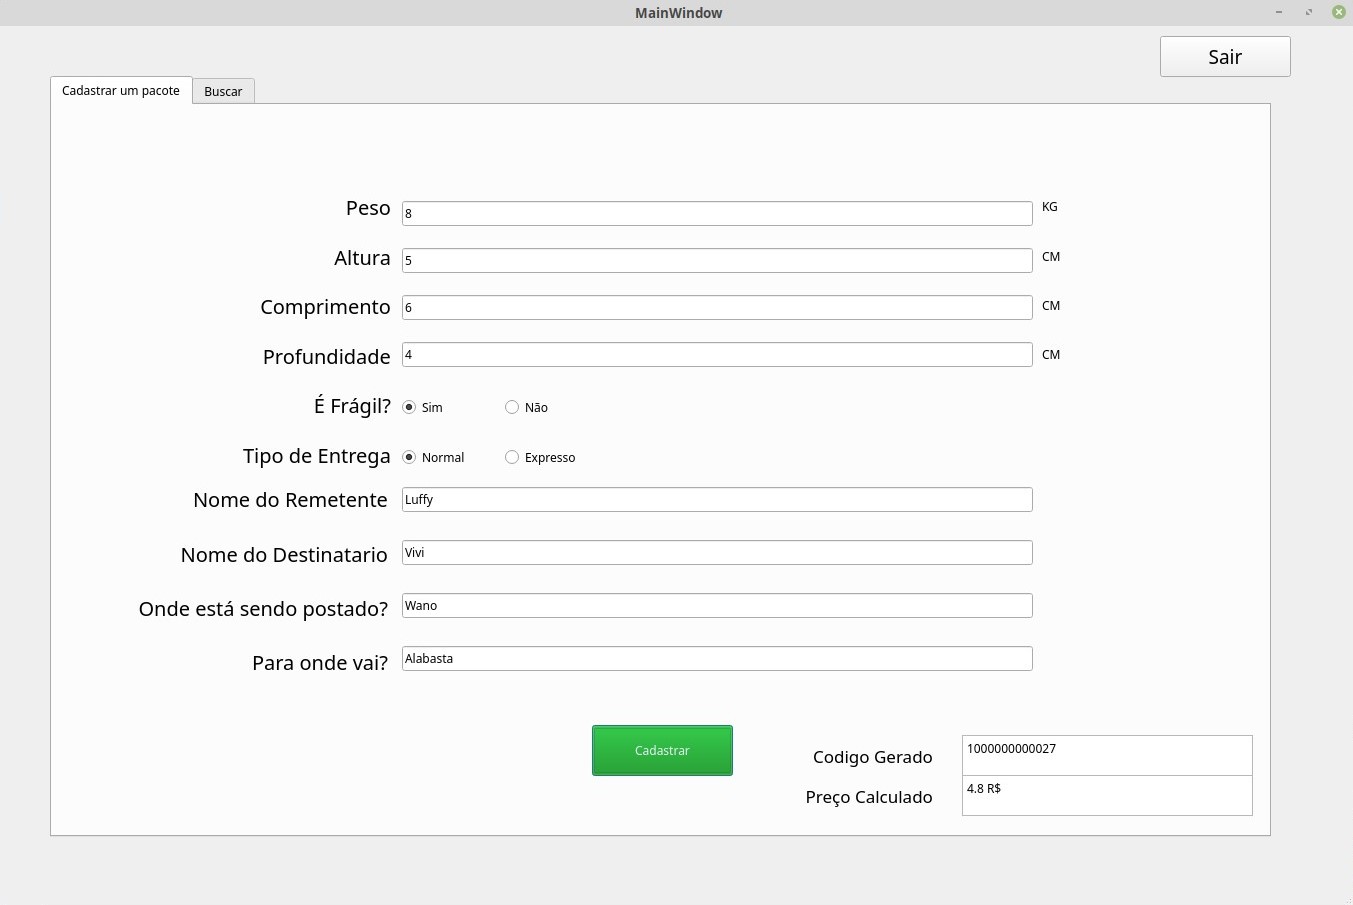 MainWindow
Sair
Cadastrar um pacote Buscar
Peso 8 KG
Altura 5 CM
Comprimento 6 CM
Profundidade 4 CM
É Frágil? Sim Não
Tipo de Entrega Normal Expresso
Nome do Remetente Luffy
Nome do Destinatario Vivi
Onde está sendo postado? Wano
Para onde vai? Alabasta
Cadastrar
Codigo Gerado 1000000000027
Preço Calculado 4.8 R$